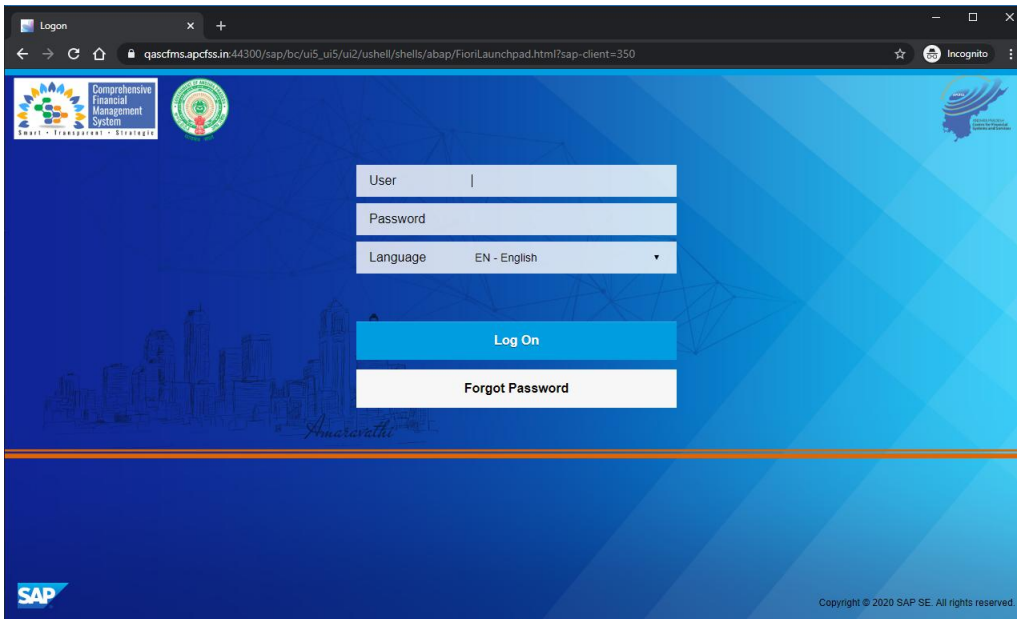 Logon
qascfms.apcfss.in:44300/sap/bc/ui5_ui5/ui2/ushell/shells/abap/FioriLaunchpad.html?sap-client=350
Incognito
Comprehensive
Financial
Management
System
Smart • Transparent • Strategic
User
Password
Language EN - English
Log On
Forgot Password
Amaravathi
SAP
Copyright © 2020 SAP SE. All rights reserved.